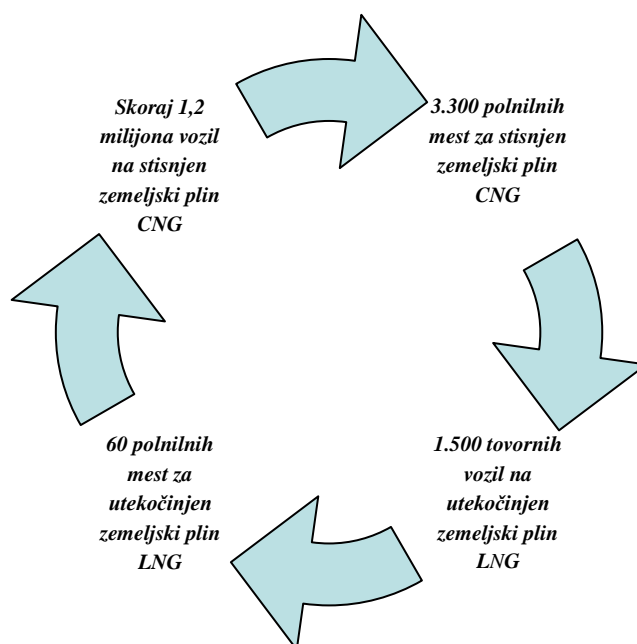 Skoraj 1,2
milijona vozil
na stisnjen
zemeljski plin
CNG
3.300 polnilnih
mest za stisnjen
zemeljski plin
CNG
1.500 tovornih
vozil na
utekočinjen
zemeljski plin
LNG
60 polnilnih
mest za
utekočinjen
zemeljski plin
LNG